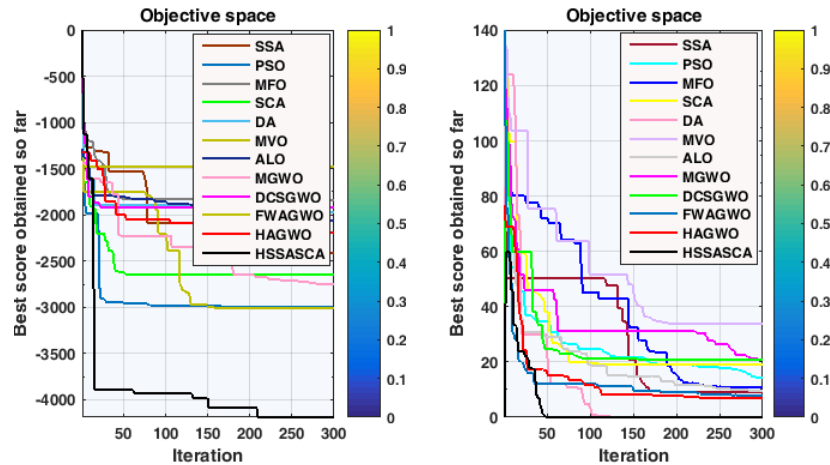 Objective space
Best score obtained so far
0
-500
-1000
-1500
-2000
-2500
-3000
-3500
-4000
50 100 150 200 250 300
Iteration
SSA
PSO
MFO
SCA
DA
MVO
ALO
MGWO
DCSGWO
FWAGWO
HAGWO
HSSASCA
1
0.9
0.8
0.7
0.6
0.5
0.4
0.3
0.2
0.1
0
Objective space
Best score obtained so far
140
120
100
80
60
40
20
0
50 100 150 200 250 300
Iteration
SSA
PSO
MFO
SCA
DA
MVO
ALO
MGWO
DCSGWO
FWAGWO
HAGWO
HSSASCA
1
0.9
0.8
0.7
0.6
0.5
0.4
0.3
0.2
0.1
0